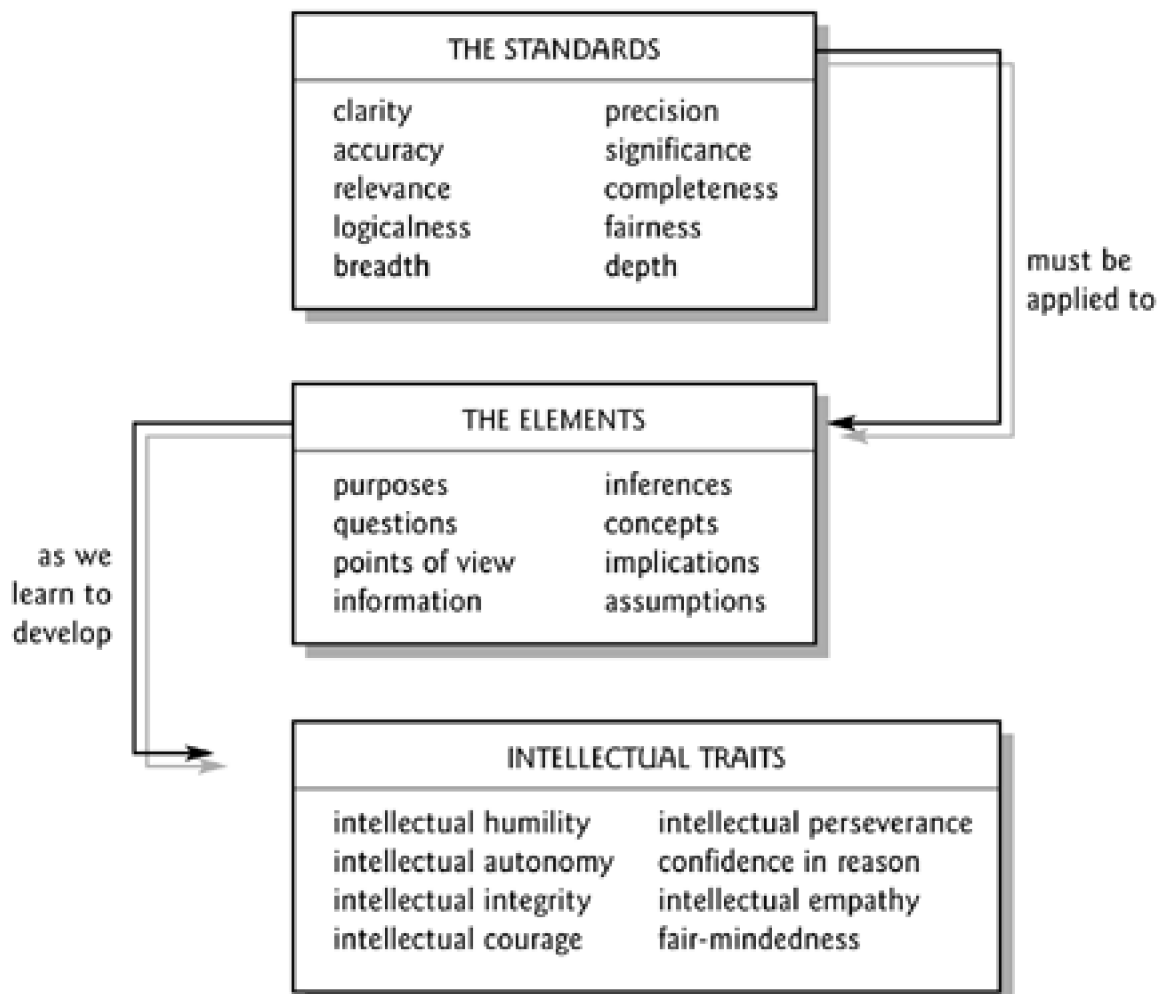 THE STANDARDS
clarity precision
accuracy significance
relevance completeness
logicalness fairness
breadth depth
must be
applied to
THE ELEMENTS
purposes inferences
questions concepts
points of view implications
information assumptions
as we
learn to
develop
INTELLECTUAL TRAITS
intellectual humility intellectual perseverance
intellectual autonomy confidence in reason
intellectual integrity intellectual empathy
intellectual courage fair-mindedness